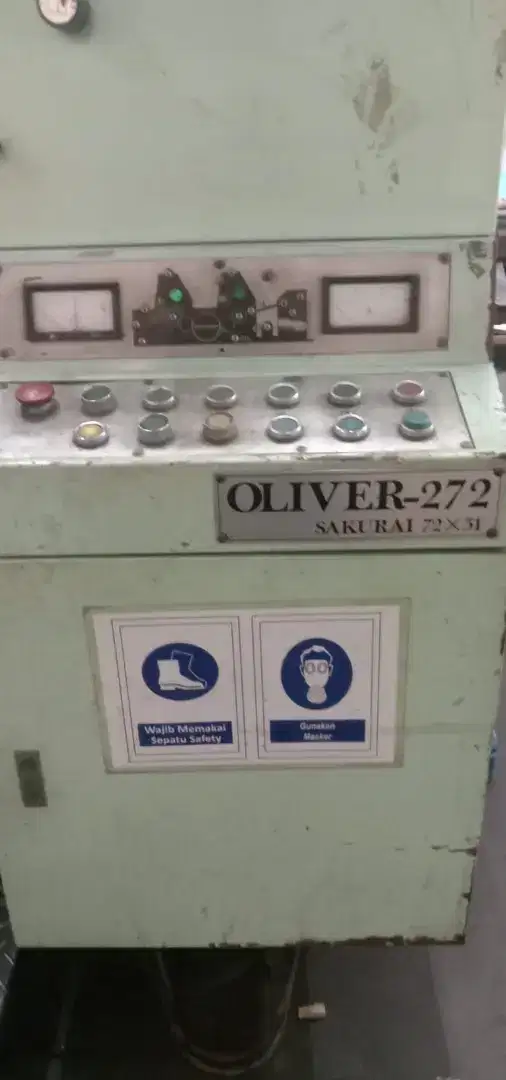 OLIVER-272
SAKURAI 72×51
Wajib Memakai
Sepatu Safety
Gunakan
Masker